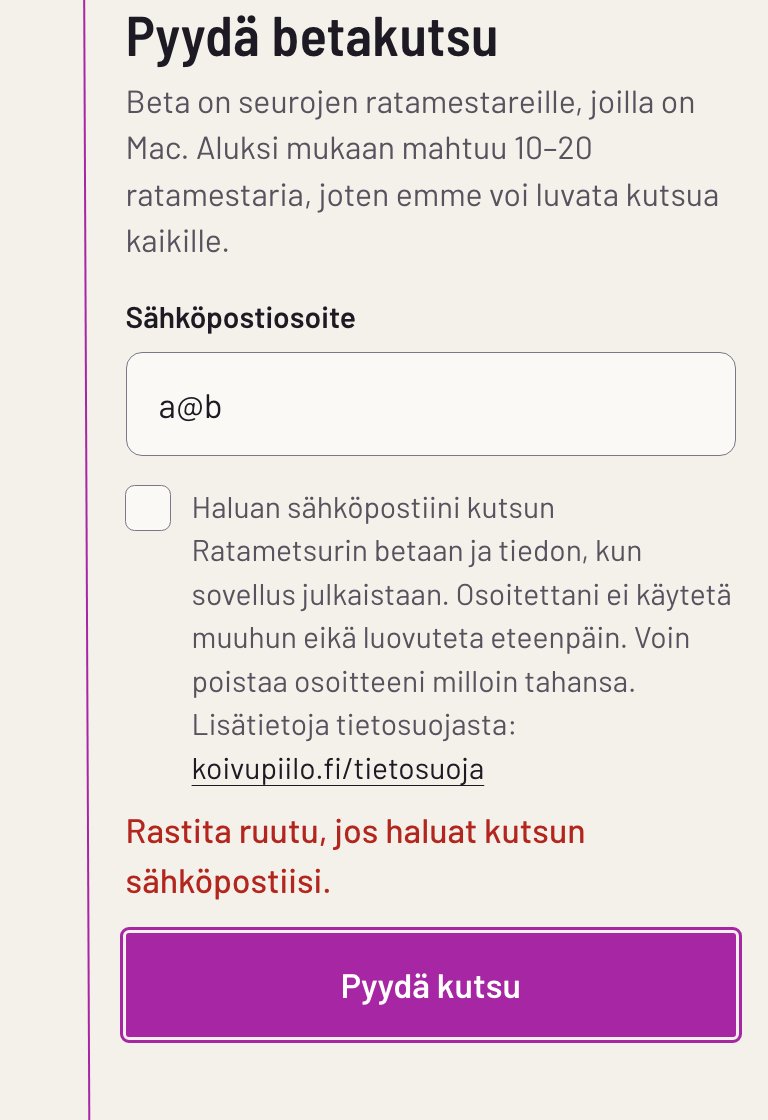 Pyydä betakutsu
Beta on seurojen ratamestareille, joilla on
Mac. Aluksi mukaan mahtuu 10–20
ratamestaria, joten emme voi luvata kutsua
kaikille.
Sähköpostiosoite
a@b
Haluan sähköpostiini kutsun
Ratametsurin betaan ja tiedon, kun
sovellus julkaistaan. Osoitettani ei käytetä
muuhun eikä luovuteta eteenpäin. Voin
poistaa osoitteeni milloin tahansa.
Lisätietoja tietosuojasta:
koivupiilo.fi/tietosuoja
Rastita ruutu, jos haluat kutsun
sähköpostiisi.
Pyydä kutsu